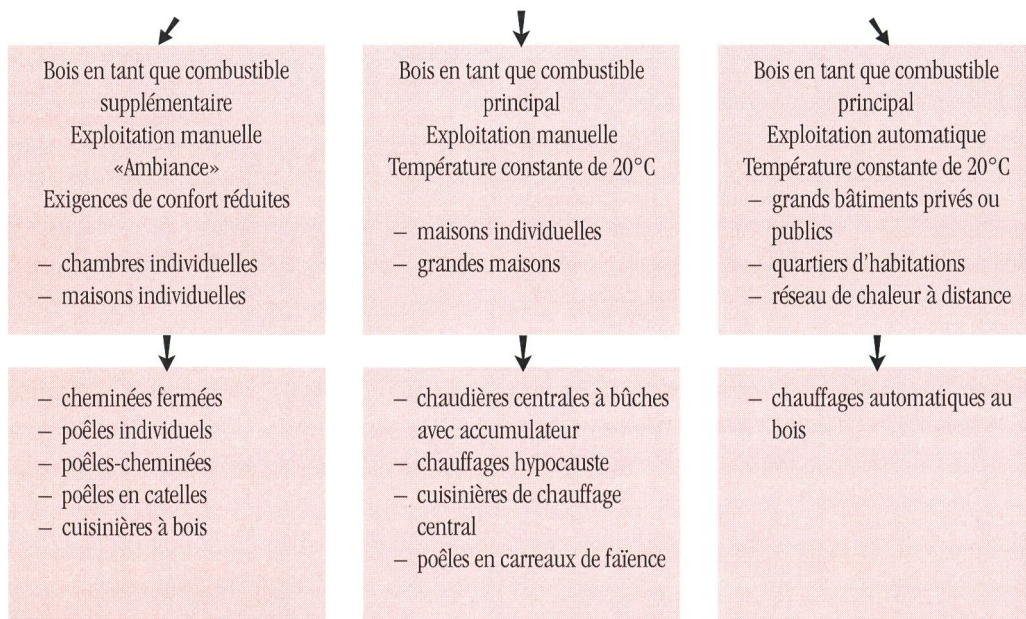 Bois en tant que combustible
supplémentaire
Exploitation manuelle
«Ambiance»
Exigences de confort réduites
– chambres individuelles
– maisons individuelles
Bois en tant que combustible
principal
Exploitation manuelle
Température constante de 20°C
– maisons individuelles
– grandes maisons
Bois en tant que combustible
principal
Exploitation automatique
Température constante de 20°C
– grands bâtiments privés ou
publics
– quartiers d'habitations
– réseau de chaleur à distance
– cheminées fermées
– poêles individuels
– poêles-cheminées
– poêles en catelles
– cuisinières à bois
– chaudières centrales à bûches
avec accumulateur
– chauffages hypocauste
– cuisinières de chauffage
central
– poêles en carreaux de faïence
– chauffages automatiques au
bois